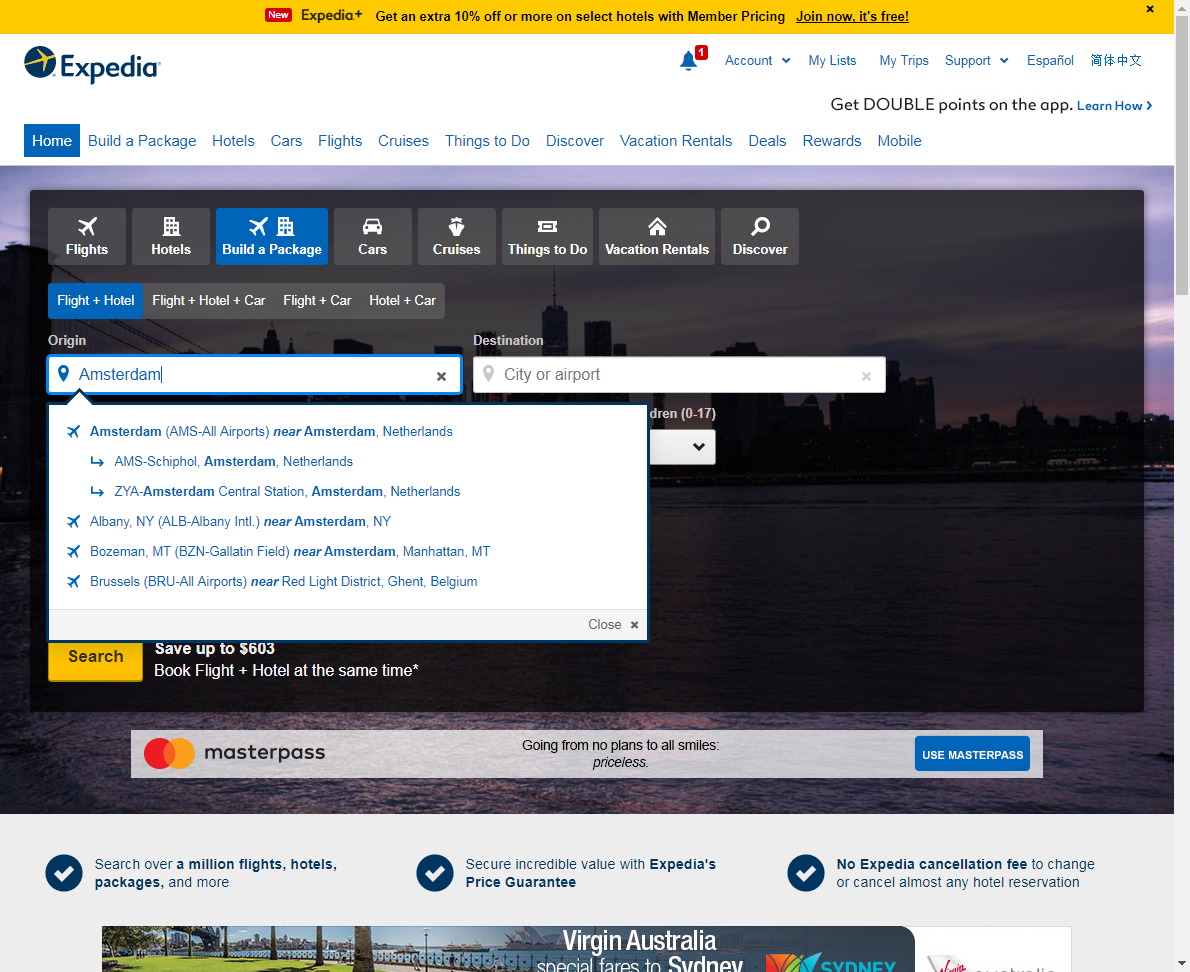 New Expedia+ Get an extra 10% off or more on select hotels with Member Pricing Join now, it's free!
Expedia
1 Account My Lists My Trips Support Español 简体中文
Get DOUBLE points on the app. Learn How
Home Build a Package Hotels Cars Flights Cruises Things to Do Discover Vacation Rentals Deals Rewards Mobile
Flights Hotels Build a Package Cars Cruises Things to Do Vacation Rentals Discover
Flight + Hotel Flight + Hotel + Car Flight + Car Hotel + Car
Origin Destination
Amsterdam City or airport
dren (0-17)
Amsterdam (AMS-All Airports) near Amsterdam, Netherlands
AMS-Schiphol, Amsterdam, Netherlands
ZYA-Amsterdam Central Station, Amsterdam, Netherlands
Albany, NY (ALB-Albany Intl.) near Amsterdam, NY
Bozeman, MT (BZN-Gallatin Field) near Amsterdam, Manhattan, MT
Brussels (BRU-All Airports) near Red Light District, Ghent, Belgium
Close
Search
Save up to $603
Book Flight + Hotel at the same time*
masterpass
Going from no plans to all smiles:
priceless.
USE MASTERPASS
Search over a million flights, hotels,
packages, and more
Secure incredible value with Expedia's
Price Guarantee
No Expedia cancellation fee to change
or cancel almost any hotel reservation
Virgin Australia
special fares to Sydney
SYDNEY
australia